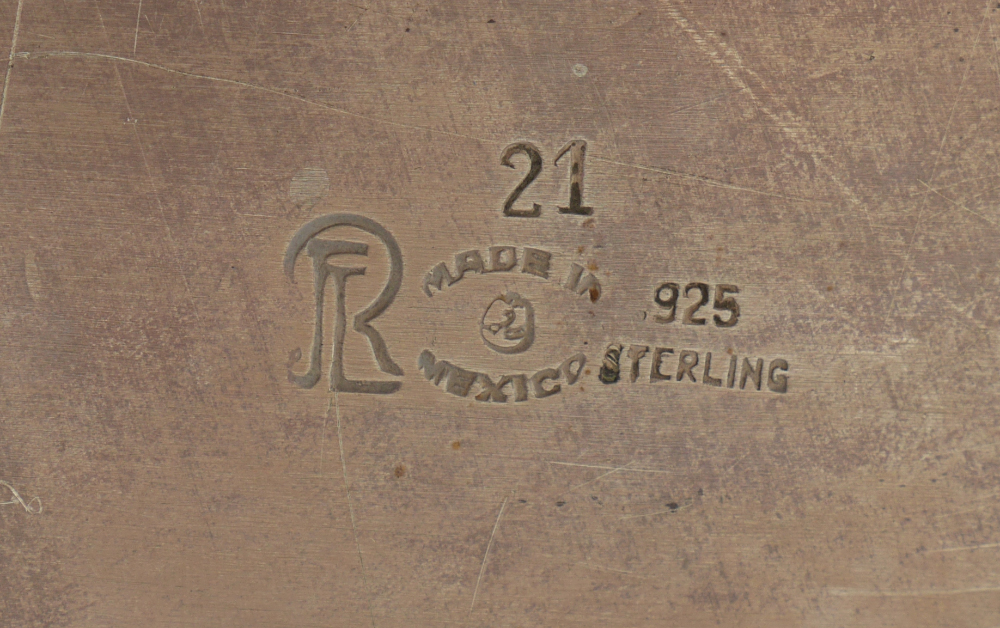 21
MADE IN
.925
MEXICO
STERLING